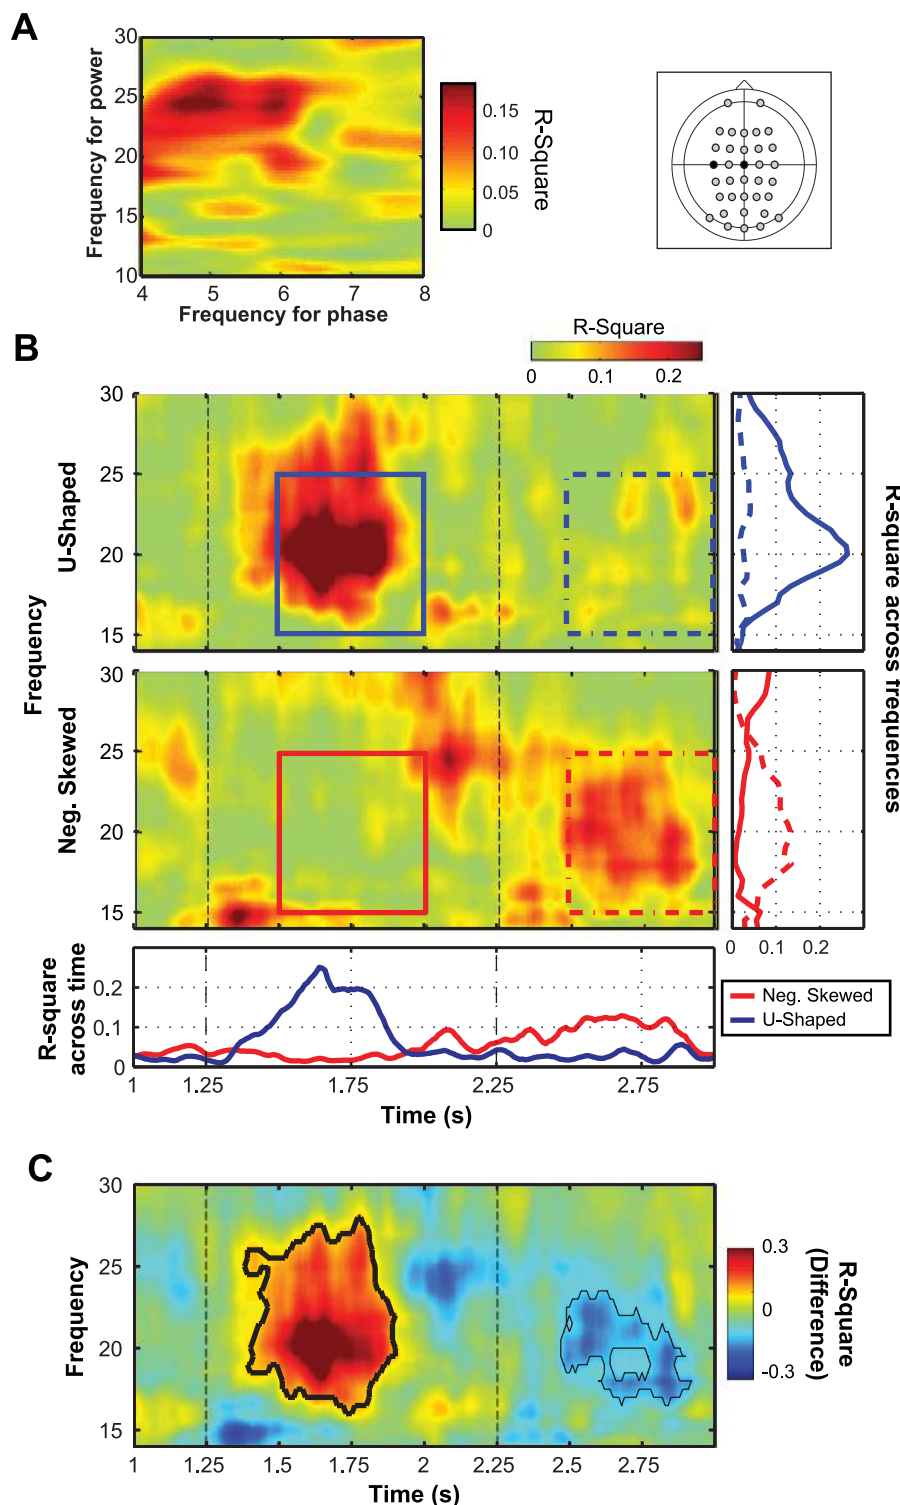 A
Frequency for power
30
25
20
15
10
4 5 6 7 8
Frequency for phase
0.15
0.10
0.05
0
R-Square
B
R-Square
0 0.1 0.2
Frequency
U-Shaped
30
25
20
15
Neg. Skewed
30
25
20
15
R-square across frequencies
0 0.1 0.2
R-square
across time
0.2
0.1
0
1 1.25 1.75 2.25 2.75
Time (s)
Neg. Skewed
U-Shaped
C
Frequency
30
25
20
15
1 1.25 1.5 1.75 2 2.25 2.5 2.75
Time (s)
0.3
0
-0.3
R-Square
(Difference)